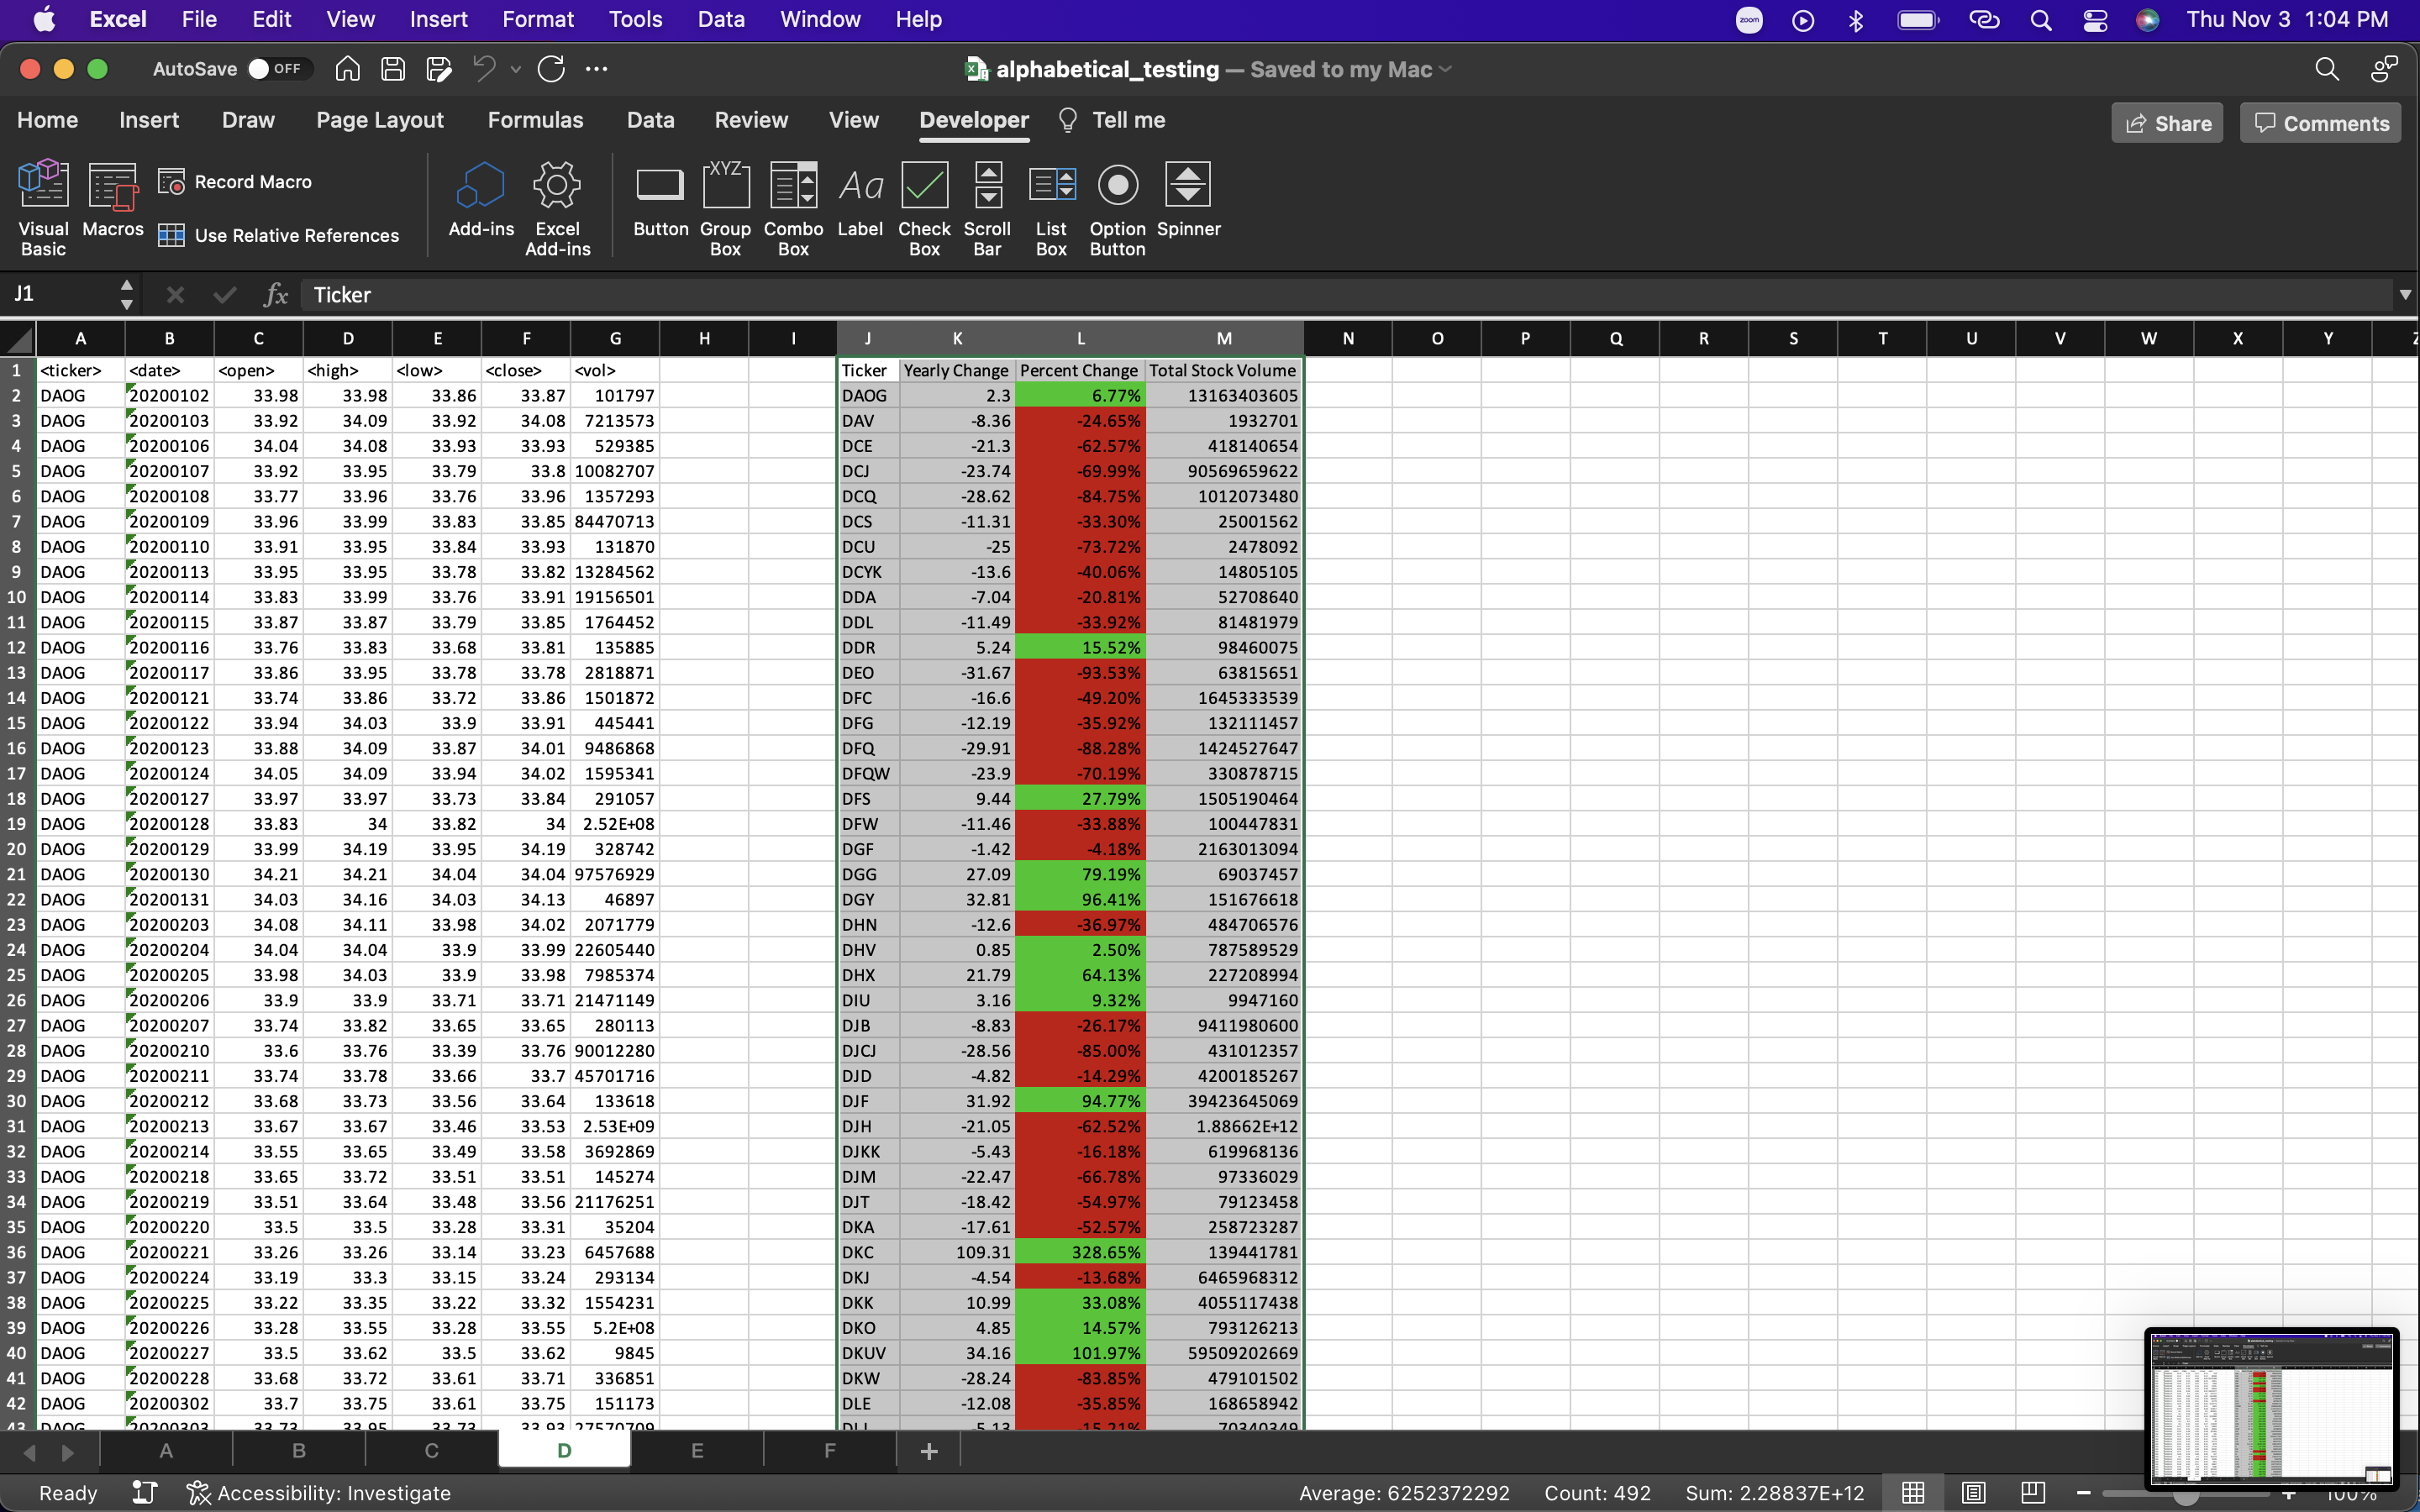 Excel File Edit View Insert Format Tools Data Window Help zoom Thu Nov 3 1:04 PM
AutoSave OFF alphabetical_testing — Saved to my Mac
Home Insert Draw Page Layout Formulas Data Review View Developer Tell me Share Comments
Visual Basic Macros Record Macro Use Relative References Add-ins Excel Add-ins Button Group Box Combo Box Label Check Box Scroll Bar List Box Option Button Spinner
J1 fx Ticker
A B C D E F G H I J K L M N O P Q R S T U V W X Y
1 <ticker> <date> <open> <high> <low> <close> <vol> Ticker Yearly Change Percent Change Total Stock Volume
2 DAOG 20200102 33.98 33.98 33.86 33.87 101797 DAOG 2.3 6.77% 13163403605
3 DAOG 20200103 33.92 34.09 33.92 34.08 7213573 DAV -8.36 -24.65% 1932701
4 DAOG 20200106 34.04 34.08 33.93 33.93 529385 DCE -21.3 -62.57% 418140654
5 DAOG 20200107 33.92 33.95 33.79 33.8 10082707 DCJ -23.74 -69.99% 90569659622
6 DAOG 20200108 33.77 33.96 33.76 33.96 1357293 DCQ -28.62 -84.75% 1012073480
7 DAOG 20200109 33.96 33.99 33.83 33.85 84470713 DCS -11.31 -33.30% 25001562
8 DAOG 20200110 33.91 33.95 33.84 33.93 131870 DCU -25 -73.72% 2478092
9 DAOG 20200113 33.95 33.95 33.78 33.82 13284562 DCYK -13.6 -40.06% 14805105
10 DAOG 20200114 33.83 33.99 33.76 33.91 19156501 DDA -7.04 -20.81% 52708640
11 DAOG 20200115 33.87 33.87 33.79 33.85 1764452 DDL -11.49 -33.92% 81481979
12 DAOG 20200116 33.76 33.83 33.68 33.81 135885 DDR 5.24 15.52% 98460075
13 DAOG 20200117 33.86 33.95 33.78 33.78 2818871 DEO -31.67 -93.53% 63815651
14 DAOG 20200121 33.74 33.86 33.72 33.86 1501872 DFC -16.6 -49.20% 1645333539
15 DAOG 20200122 33.94 34.03 33.9 33.91 445441 DFG -12.19 -35.92% 132111457
16 DAOG 20200123 33.88 34.09 33.87 34.01 9486868 DFQ -29.91 -88.28% 1424527647
17 DAOG 20200124 34.05 34.09 33.94 34.02 1595341 DFQW -23.9 -70.19% 330878715
18 DAOG 20200127 33.97 33.97 33.73 33.84 291057 DFS 9.44 27.79% 1505190464
19 DAOG 20200128 33.83 34 33.82 34 2.52E+08 DFW -11.46 -33.88% 100447831
20 DAOG 20200129 33.99 34.19 33.95 34.19 328742 DGF -1.42 -4.18% 2163013094
21 DAOG 20200130 34.21 34.21 34.04 34.04 97576929 DGG 27.09 79.19% 69037457
22 DAOG 20200131 34.03 34.16 34.03 34.13 46897 DGY 32.81 96.41% 151676618
23 DAOG 20200203 34.08 34.11 33.98 34.02 2071779 DHN -12.6 -36.97% 484706576
24 DAOG 20200204 34.04 34.04 33.9 33.99 22605440 DHV 0.85 2.50% 787589529
25 DAOG 20200205 33.98 34.03 33.9 33.98 7985374 DHX 21.79 64.13% 227208994
26 DAOG 20200206 33.9 33.9 33.71 33.71 21471149 DIU 3.16 9.32% 9947160
27 DAOG 20200207 33.74 33.82 33.65 33.65 280113 DJB -8.83 -26.17% 9411980600
28 DAOG 20200210 33.6 33.76 33.39 33.76 90012280 DJCJ -28.56 -85.00% 431012357
29 DAOG 20200211 33.74 33.78 33.66 33.7 45701716 DJD -4.82 -14.29% 4200185267
30 DAOG 20200212 33.68 33.73 33.56 33.64 133618 DJF 31.92 94.77% 39423645069
31 DAOG 20200213 33.67 33.67 33.46 33.53 2.53E+09 DJH -21.05 -62.52% 1.88662E+12
32 DAOG 20200214 33.55 33.65 33.49 33.58 3692869 DJKK -5.43 -16.18% 619968136
33 DAOG 20200218 33.65 33.72 33.51 33.51 145274 DJM -22.47 -66.78% 97336029
34 DAOG 20200219 33.51 33.64 33.48 33.56 21176251 DJT -18.42 -54.97% 79123458
35 DAOG 20200220 33.5 33.5 33.28 33.31 35204 DKA -17.61 -52.57% 258723287
36 DAOG 20200221 33.26 33.26 33.14 33.23 6457688 DKC 109.31 328.65% 139441781
37 DAOG 20200224 33.19 33.3 33.15 33.24 293134 DKJ -4.54 -13.68% 6465968312
38 DAOG 20200225 33.22 33.35 33.22 33.32 1554231 DKK 10.99 33.08% 4055117438
39 DAOG 20200226 33.28 33.55 33.28 33.55 5.2E+08 DKO 4.85 14.57% 793126213
40 DAOG 20200227 33.5 33.62 33.5 33.62 9845 DKUV 34.16 101.97% 59509202669
41 DAOG 20200228 33.68 33.72 33.61 33.71 336851 DKW -28.24 -83.85% 479101502
42 DAOG 20200302 33.7 33.75 33.61 33.75 151173 DLE -12.08 -35.85% 168658942
43 DAOG 20200303 33.73 33.95 33.73 33.93 27570709 -5.13 -15.21% 70340349
A B C D E F +
Ready Accessibility: Investigate Average: 6252372292 Count: 492 Sum: 2.28837E+12 100%